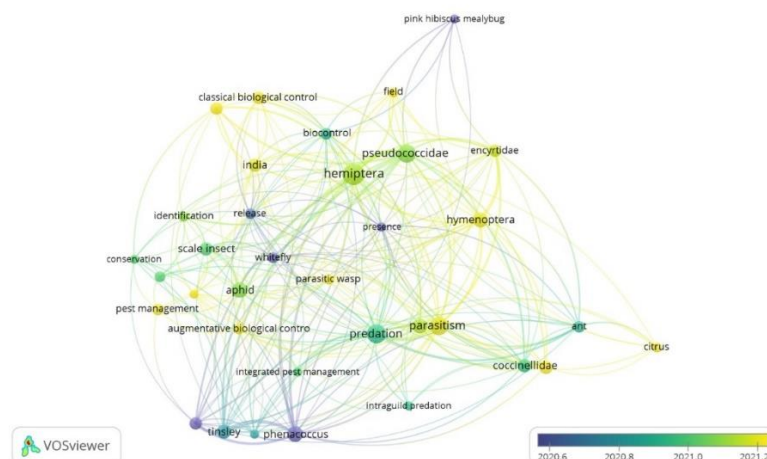 pink hibiscus mealybug
classical biological control
field
biocontrol
pseudococcidae
encyrtidae
india
hemiptera
identification
release
hymenoptera
presence
scale insect
conservation
whitefly
parasitic wasp
aphid
pest management
augmentative biological contro
predation
parasitism
ant
citrus
coccinellidae
integrated pest management
intraguild predation
tinsley
phenacoccus
VOSviewer
2020.6 2020.8 2021.0 2021.2